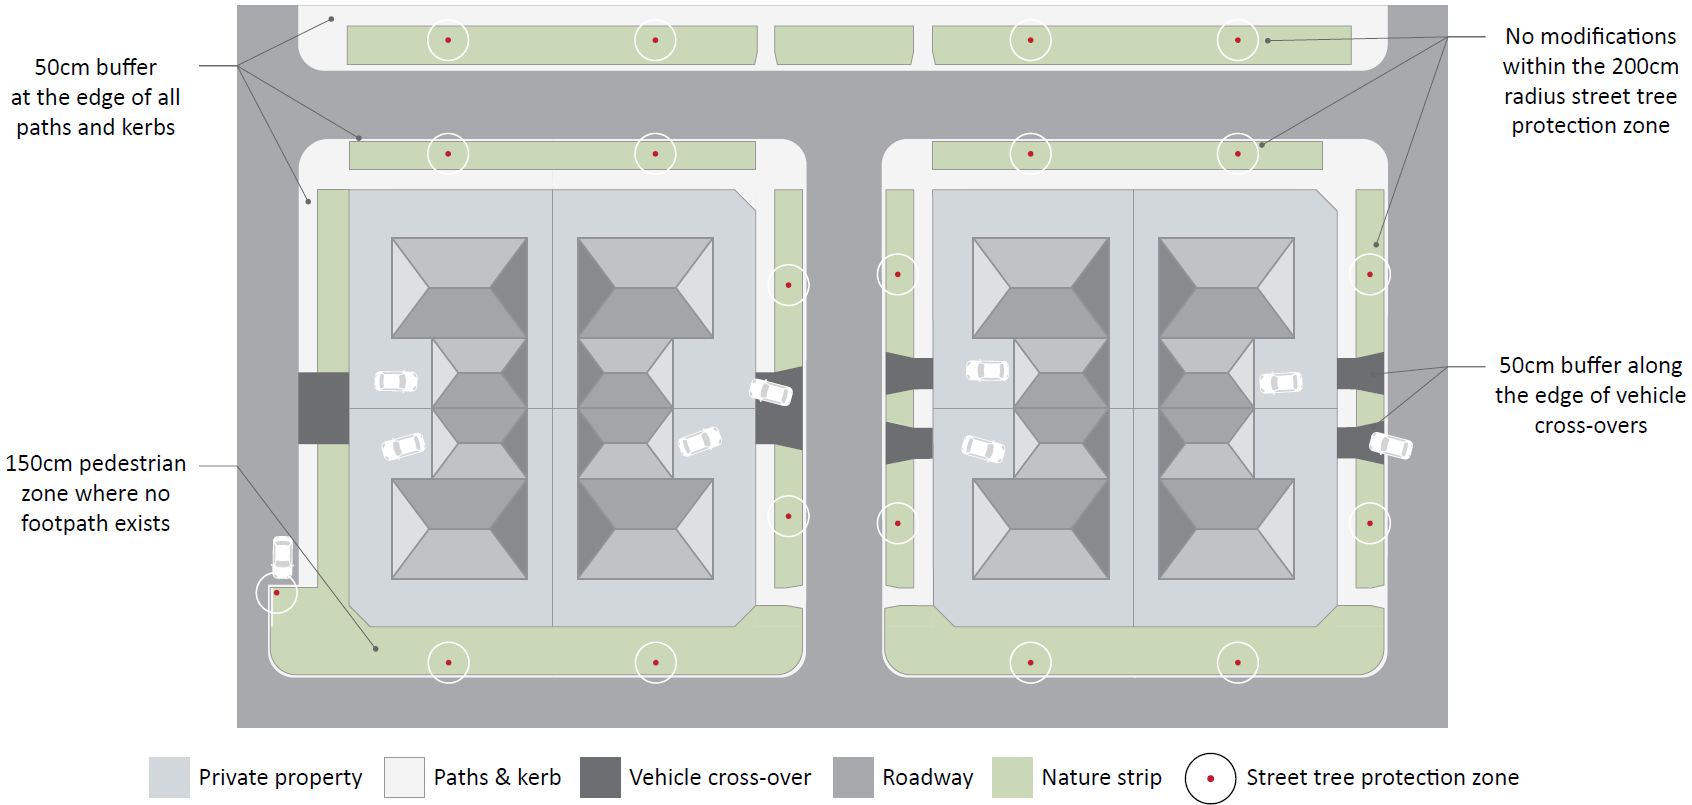 50cm buffer
at the edge of all
paths and kerbs
150cm pedestrian
zone where no
footpath exists
No modifications
within the 200cm
radius street tree
protection zone
50cm buffer along
the edge of vehicle
cross-overs
Private property
Paths & kerb
Vehicle cross-over
Roadway
Nature strip
Street tree protection zone